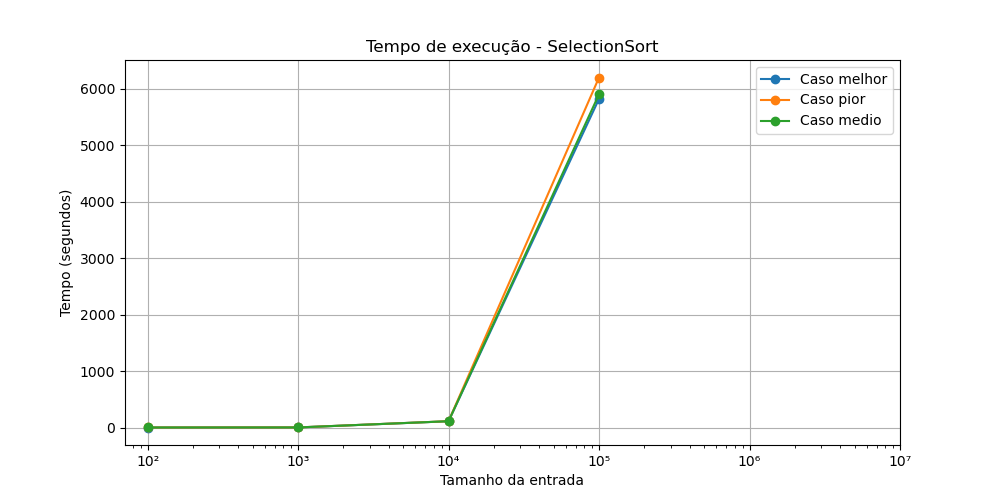 Tempo de execução - SelectionSort
Caso melhor
Caso pior
Caso medio
Tempo (segundos)
6000
5000
4000
3000
2000
1000
0
10² 10³ 10⁴ 10⁵ 10⁶ 10⁷
Tamanho da entrada